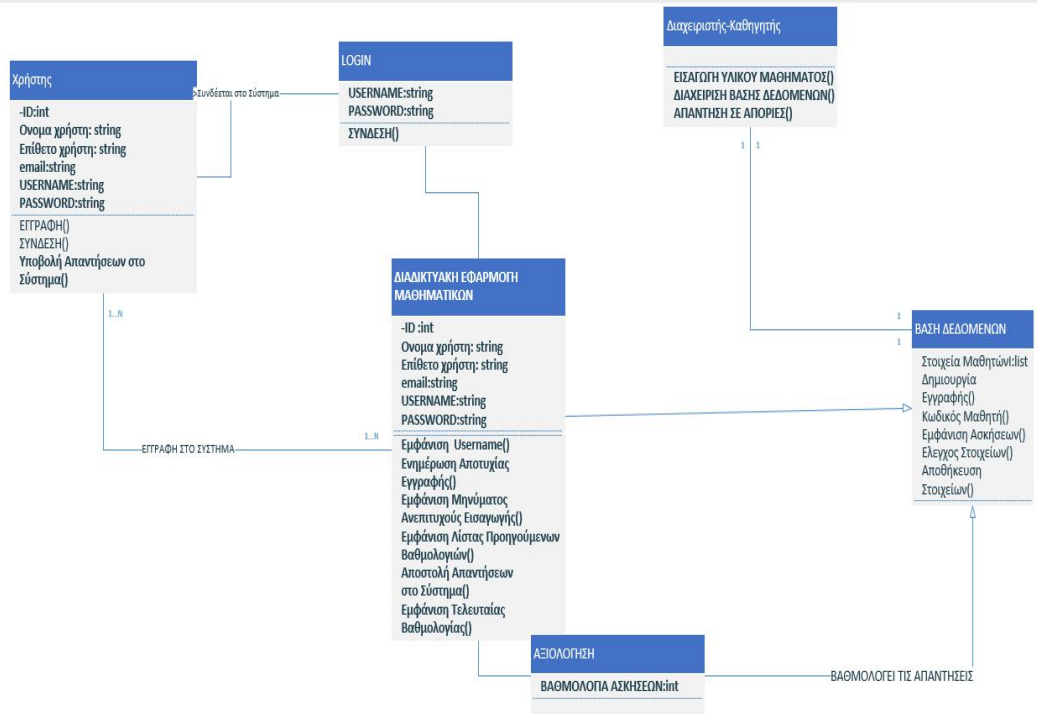 Διαχειριστής-Καθηγητής
ΕΙΣΑΓΩΓΗ ΥΛΙΚΟΥ ΜΑΘΗΜΑΤΟΣ()
ΔΙΑΧΕΙΡΙΣΗ ΒΑΣΗΣ ΔΕΔΟΜΕΝΩΝ()
ΑΠΑΝΤΗΣΗ ΣΕ ΑΠΟΡΙΕΣ()
1 1
LOGIN
USERNAME:string
PASSWORD:string
ΣΥΝΔΕΣΗ()
Χρήστης
-ID:int
Ονομα χρήστη: string
Επίθετο χρήστη: string
email:string
USERNAME:string
PASSWORD:string
ΕΓΓΡΑΦΗ()
ΣΥΝΔΕΣΗ()
Υποβολή Απαντήσεων στο
Σύστημα()
>Συνδέεται στο Σύστημα
1...N
ΕΓΓΡΑΦΗ ΣΤΟ ΣΥΣΤΗΜΑ
1...N
ΔΙΑΔΙΚΤΥΑΚΗ ΕΦΑΡΜΟΓΗ
ΜΑΘΗΜΑΤΙΚΩΝ
-ID :int
Ονομα χρήστη: string
Επίθετο χρήστη: string
email:string
USERNAME:string
PASSWORD:string
Εμφάνιση Username()
Ενημέρωση Αποτυχίας
Εγγραφής()
Εμφάνιση Μηνύματος
Ανεπιτυχούς Εισαγωγής()
Εμφάνιση Λίστας Προηγούμενων
Βαθμολογιών()
Αποστολή Απαντήσεων
στο Σύστημα()
Εμφάνιση Τελευταίας
Βαθμολογίας()
1
1
ΒΑΣΗ ΔΕΔΟΜΕΝΩΝ
Στοιχεία Μαθητών|:list
Δημιουργία
Εγγραφής()
Κωδικός Μαθητή()
Εμφάνιση Ασκήσεων()
Ελεγχος Στοιχείων()
Αποθήκευση
Στοιχείων()
ΑΞΙΟΛΟΓΗΣΗ
ΒΑΘΜΟΛΟΓΙΑ ΑΣΚΗΣΕΩΝ:int
ΒΑΘΜΟΛΟΓΕΙ ΤΙΣ ΑΠΑΝΤΗΣΕΙΣ